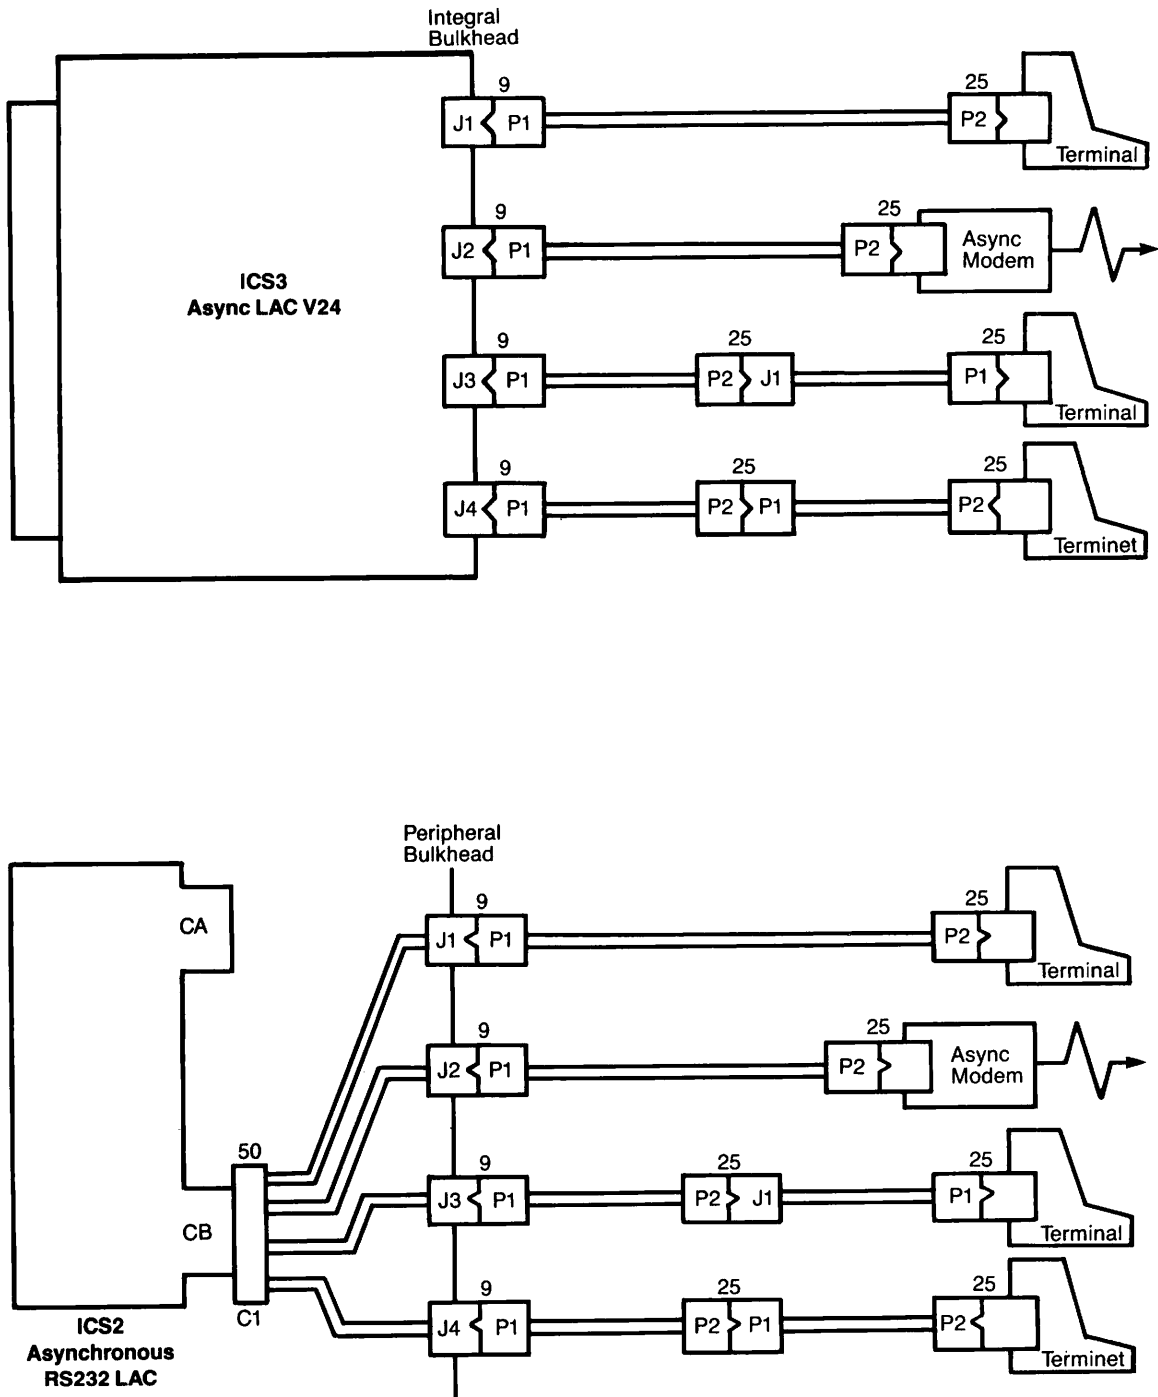 Integral
Bulkhead
9
25
J1
P1
P2
Terminal
9
25
J2
P1
P2
Async
Modem
ICS3
Async LAC V24
9
25
25
J3
P1
P2
J1
P1
Terminal
9
25
25
J4
P1
P2
P1
P2
Terminet
Peripheral
Bulkhead
9
25
CA
J1
P1
P2
Terminal
9
25
J2
P1
P2
Async
Modem
50
9
25
25
J3
P1
P2
J1
P1
CB
Terminal
9
25
25
C1
J4
P1
P2
P1
P2
Terminet
ICS2
Asynchronous
RS232 LAC